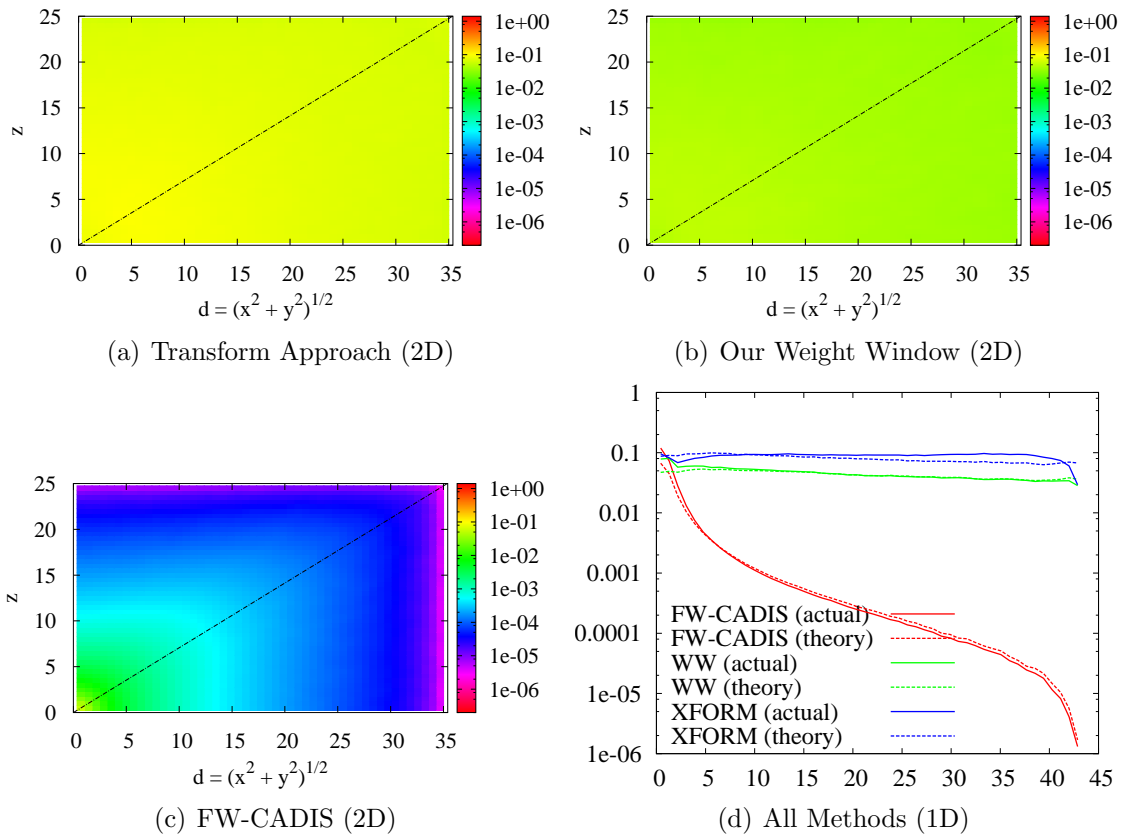 25
20
15
10
5
0
z
0 5 10 15 20 25 30 35
d = (x² + y²)^1/2
1e+00
1e-01
1e-02
1e-03
1e-04
1e-05
1e-06
(a) Transform Approach (2D)
25
20
15
10
5
0
z
0 5 10 15 20 25 30 35
d = (x² + y²)^1/2
1e+00
1e-01
1e-02
1e-03
1e-04
1e-05
1e-06
(b) Our Weight Window (2D)
25
20
15
10
5
0
z
0 5 10 15 20 25 30 35
d = (x² + y²)^1/2
1e+00
1e-01
1e-02
1e-03
1e-04
1e-05
1e-06
(c) FW-CADIS (2D)
1
0.1
0.01
0.001
0.0001
1e-05
1e-06
FW-CADIS (actual)
FW-CADIS (theory)
WW (actual)
WW (theory)
XFORM (actual)
XFORM (theory)
0 5 10 15 20 25 30 35 40 45
(d) All Methods (1D)